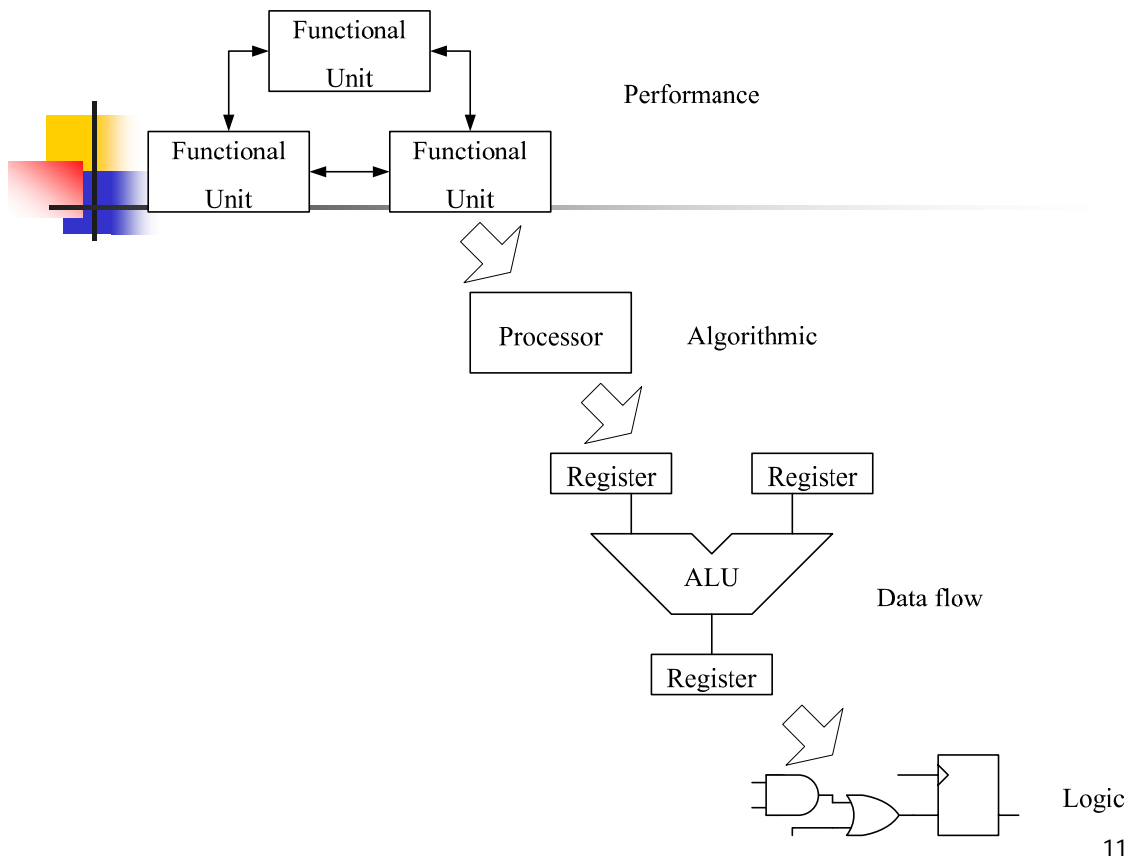 Functional
Unit
Performance
Functional
Unit
Functional
Unit
Processor
Algorithmic
Register
Register
ALU
Data flow
Register
Logic
11